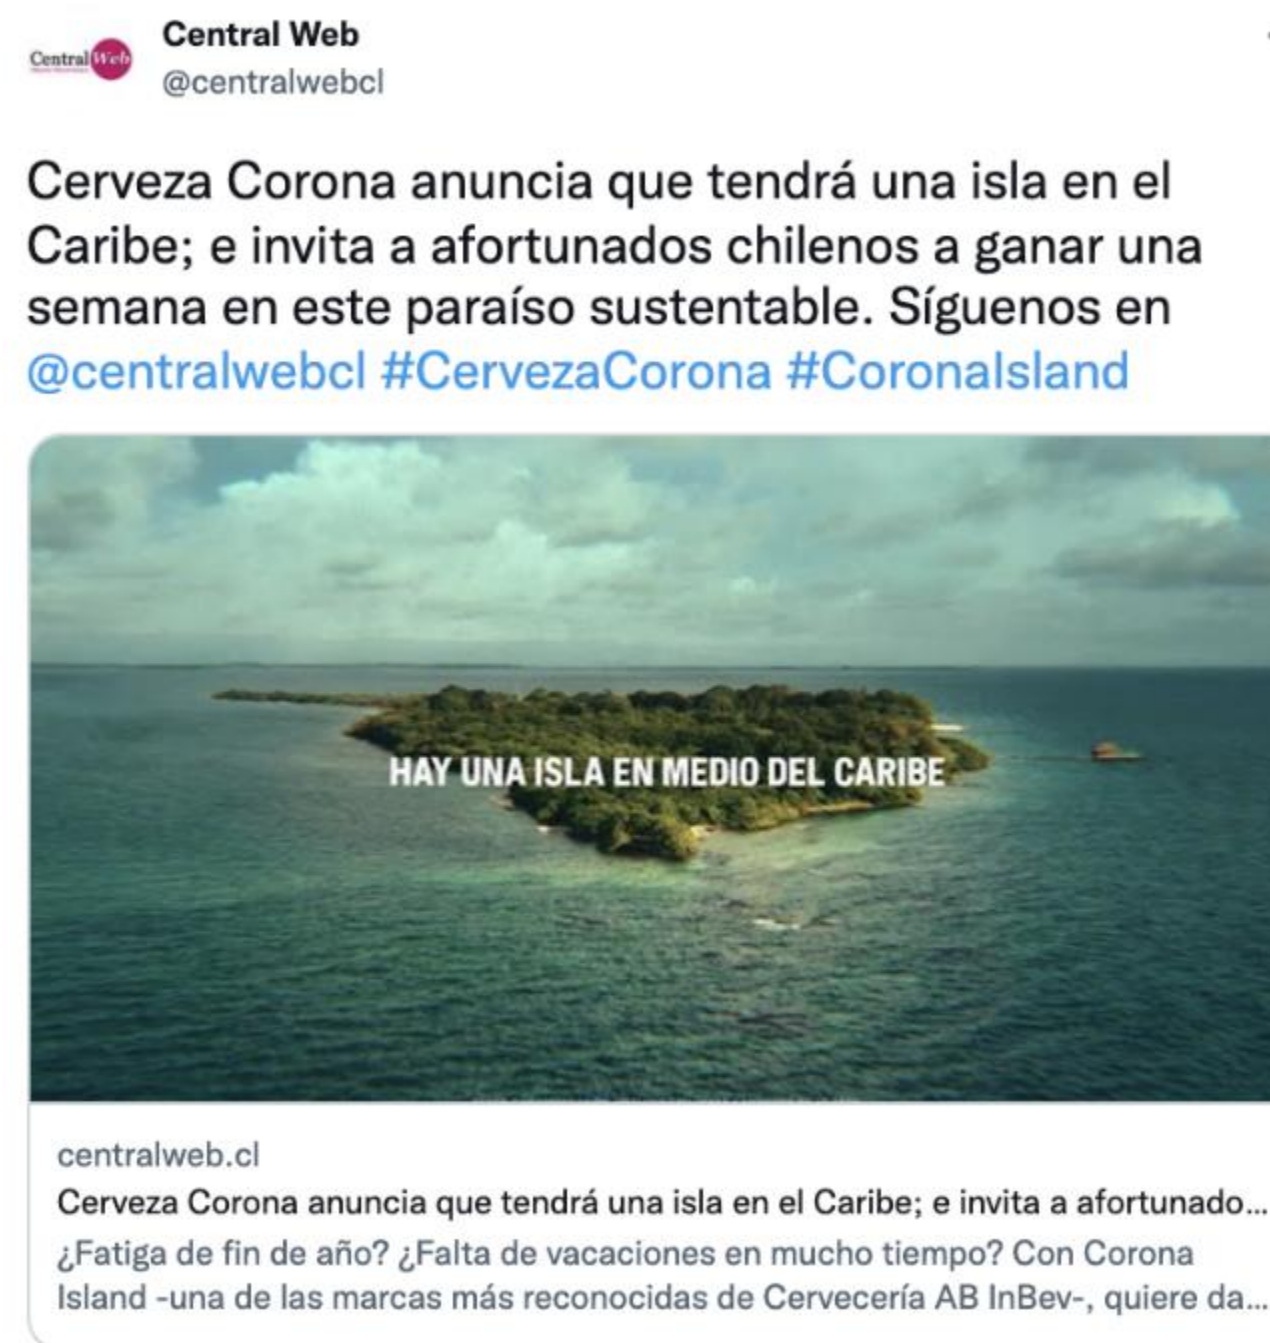 Central Web
Central Web
@centralwebcl
Cerveza Corona anuncia que tendrá una isla en el
Caribe; e invita a afortunados chilenos a ganar una
semana en este paraíso sustentable. Síguenos en
@centralwebcl #CervezaCorona #CoronaIsland
HAY UNA ISLA EN MEDIO DEL CARIBE
centralweb.cl
Cerveza Corona anuncia que tendrá una isla en el Caribe; e invita a afortunado...
¿Fatiga de fin de año? ¿Falta de vacaciones en mucho tiempo? Con Corona
Island -una de las marcas más reconocidas de Cervecería AB InBev-, quiere da...